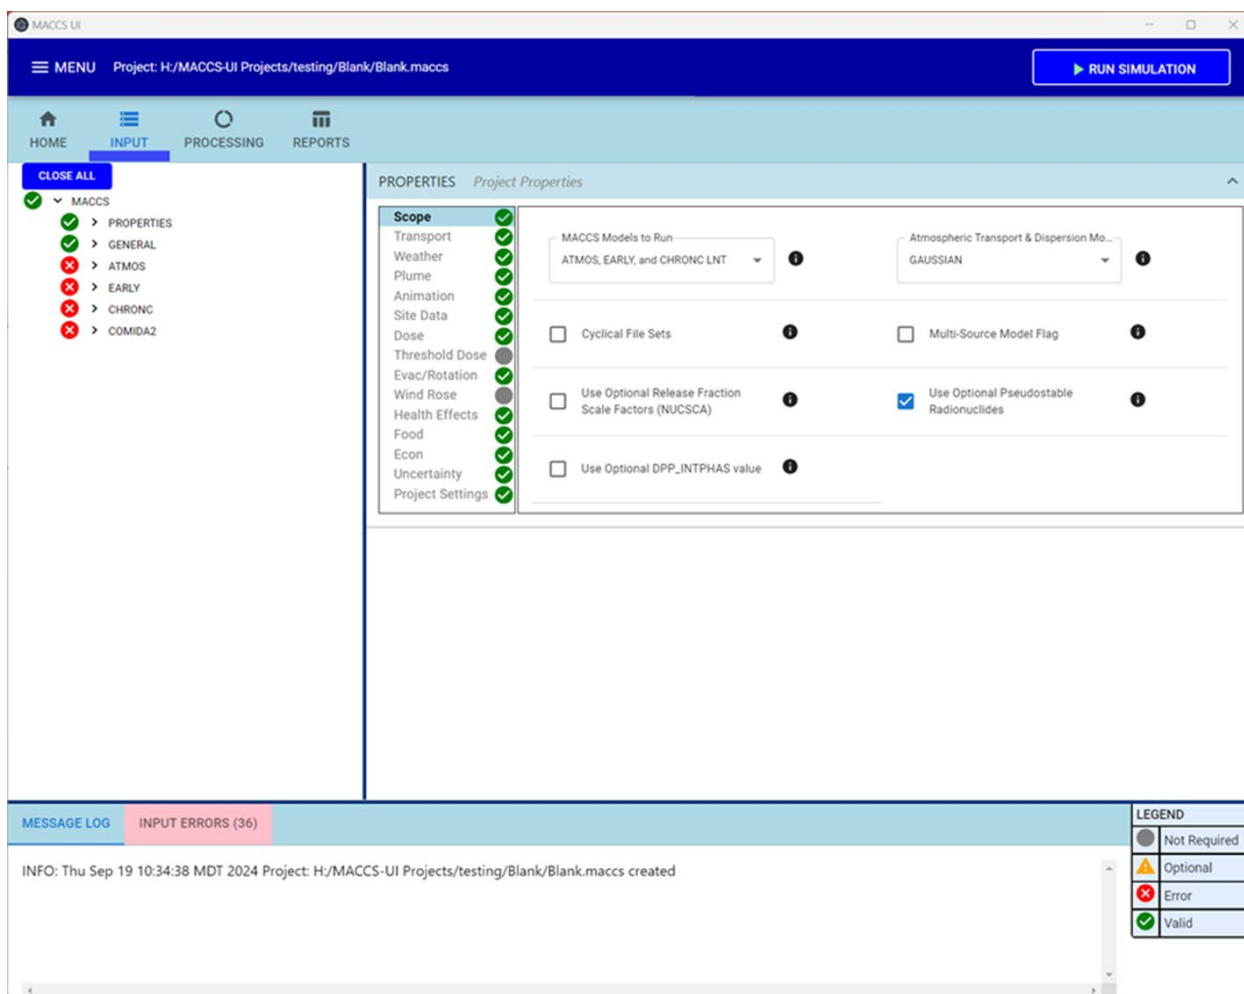 MACCS UI
MENU Project: H:/MACCS-UI Projects/testing/Blank/Blank.maccs
RUN SIMULATION
HOME INPUT PROCESSING REPORTS
CLOSE ALL
MACCS
PROPERTIES
GENERAL
ATMOS
EARLY
CHRONC
COMIDA2
PROPERTIES Project Properties
Scope
Transport
Weather
Plume
Animation
Site Data
Dose
Threshold Dose
Evac/Rotation
Wind Rose
Health Effects
Food
Econ
Uncertainty
Project Settings
MACCS Models to Run
ATMOS, EARLY, and CHRONC LNT
Atmospheric Transport & Dispersion Mo...
GAUSSIAN
Cyclical File Sets
Multi-Source Model Flag
Use Optional Release Fraction
Scale Factors (NUCSCA)
Use Optional Pseudostable
Radionuclides
Use Optional DPP_INTPHAS value
MESSAGE LOG INPUT ERRORS (36)
INFO: Thu Sep 19 10:34:38 MDT 2024 Project: H:/MACCS-UI Projects/testing/Blank/Blank.maccs created
LEGEND
Not Required
Optional
Error
Valid